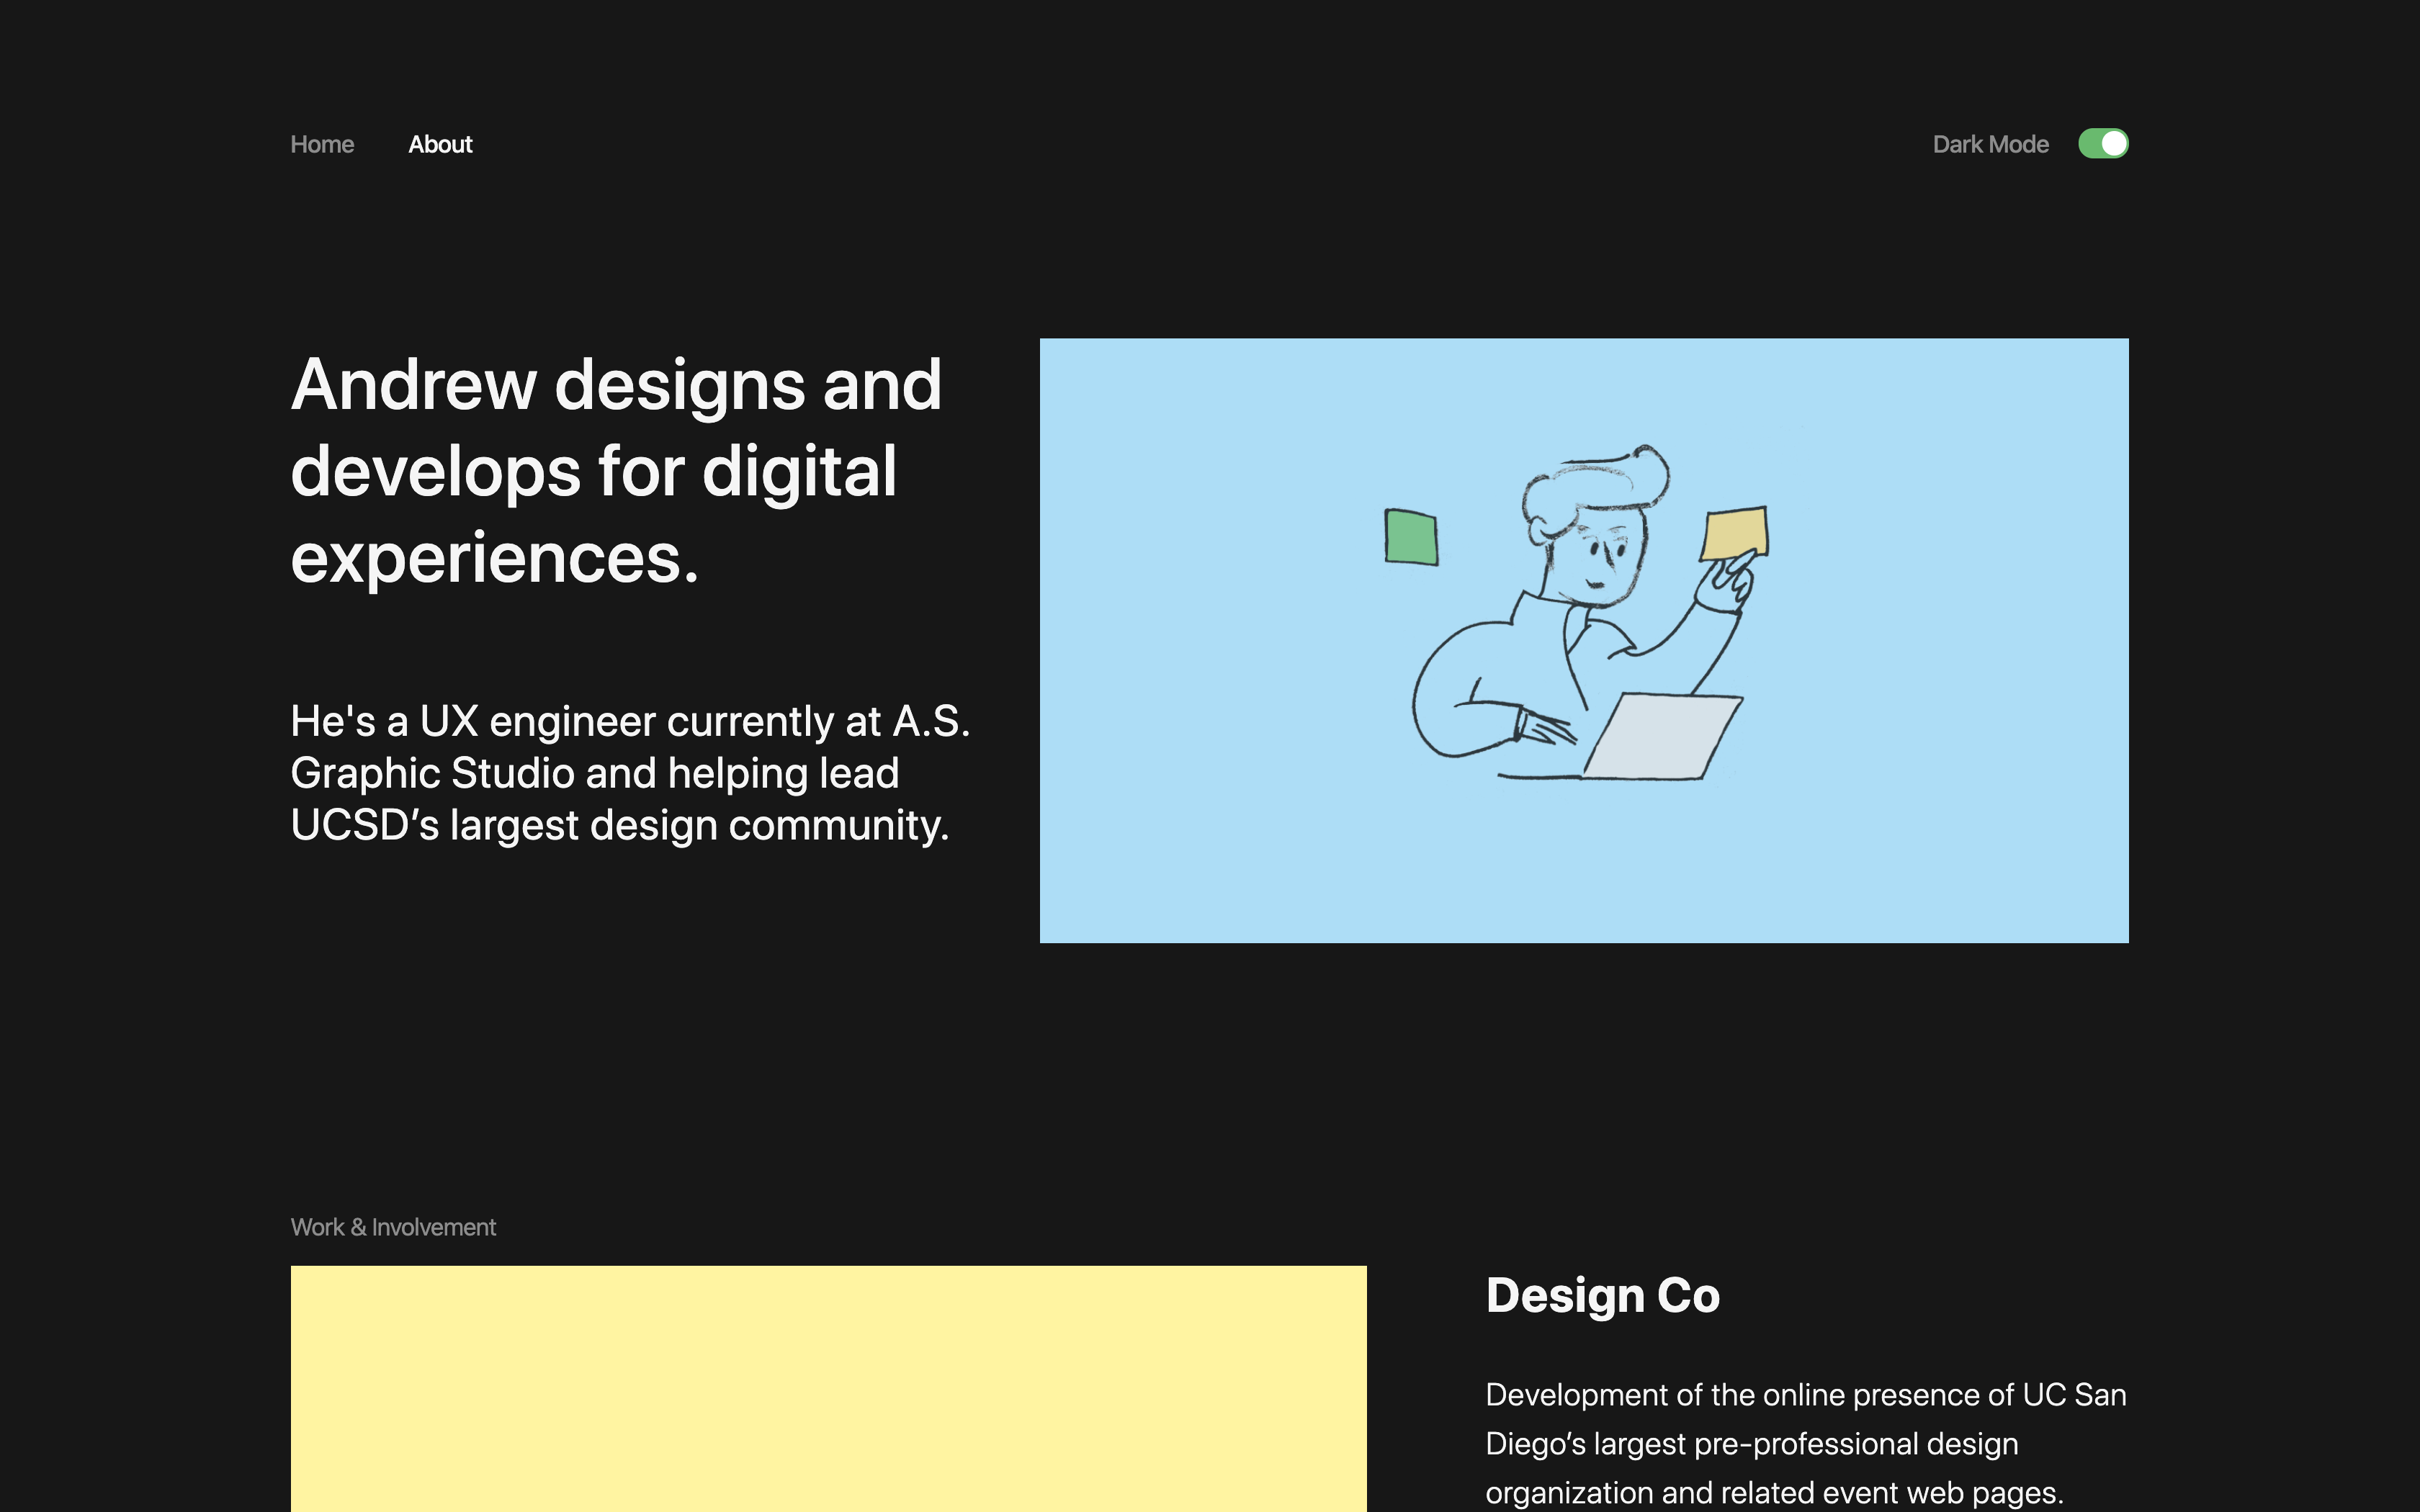 Home
About
Dark Mode
Andrew designs and
develops for digital
experiences.
He's a UX engineer currently at A.S.
Graphic Studio and helping lead
UCSD’s largest design community.
Work & Involvement
Design Co
Development of the online presence of UC San
Diego’s largest pre-professional design
organization and related event web pages.